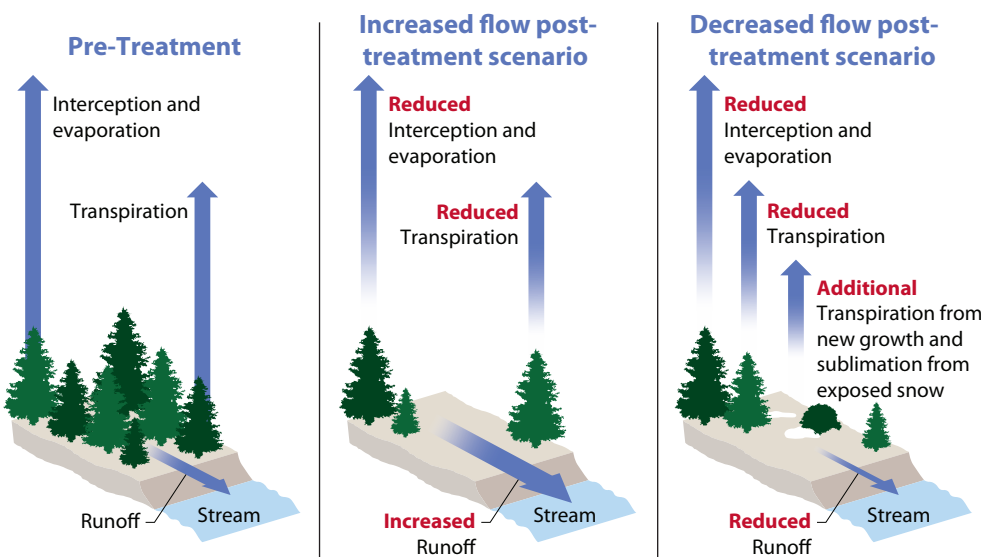 Pre-Treatment
Interception and
evaporation
Transpiration
Runoff
Stream
Increased flow post-
treatment scenario
Reduced
Interception and
evaporation
Reduced
Transpiration
Increased
Runoff
Stream
Decreased flow post-
treatment scenario
Reduced
Interception and
evaporation
Reduced
Transpiration
Additional
Transpiration from
new growth and
sublimation from
exposed snow
Reduced
Runoff
Stream